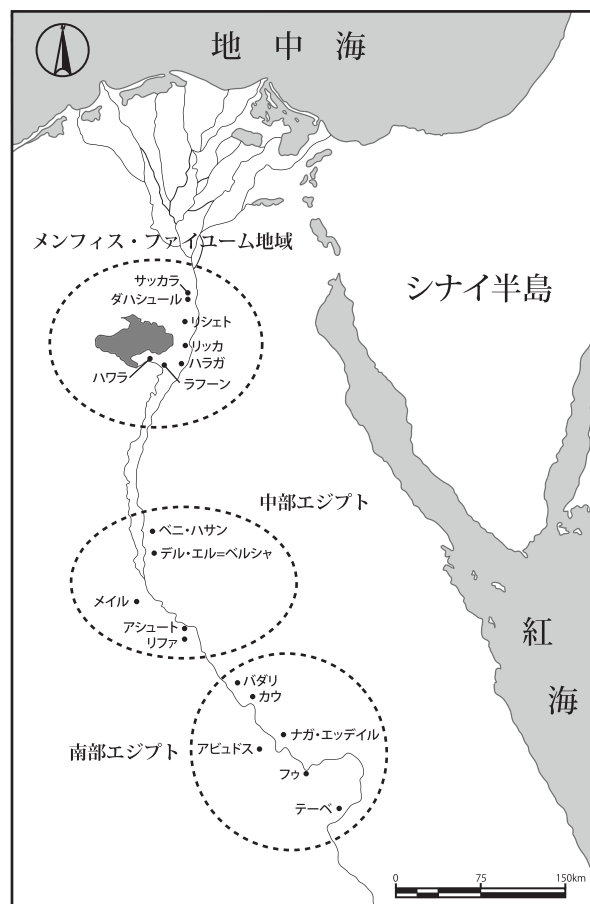 地中海
メンフィス・ファイユーム地域
サッカラ
ダハシュール
シナイ半島
リシェト
リッカ
ハラガ
ハワラ
ラフーン
中部エジプト
ベニ・ハサン
デル・エル=ベルシャ
メイル
アシュート
リファ
紅海
バダリ
カウ
ナガ・エッデイル
南部エジプト
アビュドス
フゥ
テーベ
0 75 150km